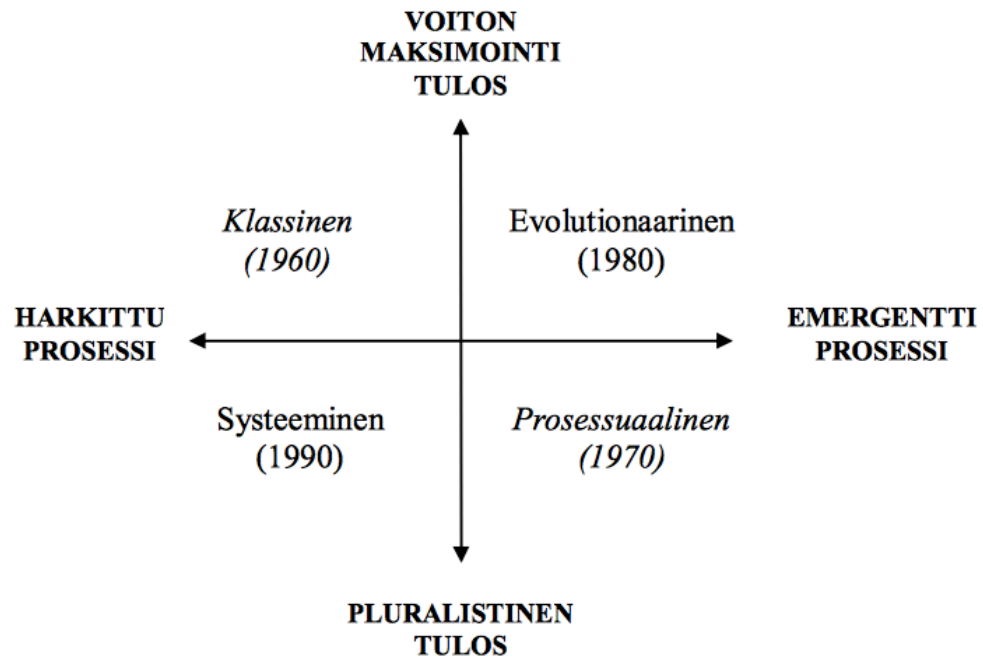 VOITON
MAKSIMOINTI
TULOS
Klassinen
(1960)
Evolutionaarinen
(1980)
HARKITTU
PROSESSI
EMERGENTTI
PROSESSI
Systeeminen
(1990)
Prosessuaalinen
(1970)
PLURALISTINEN
TULOS